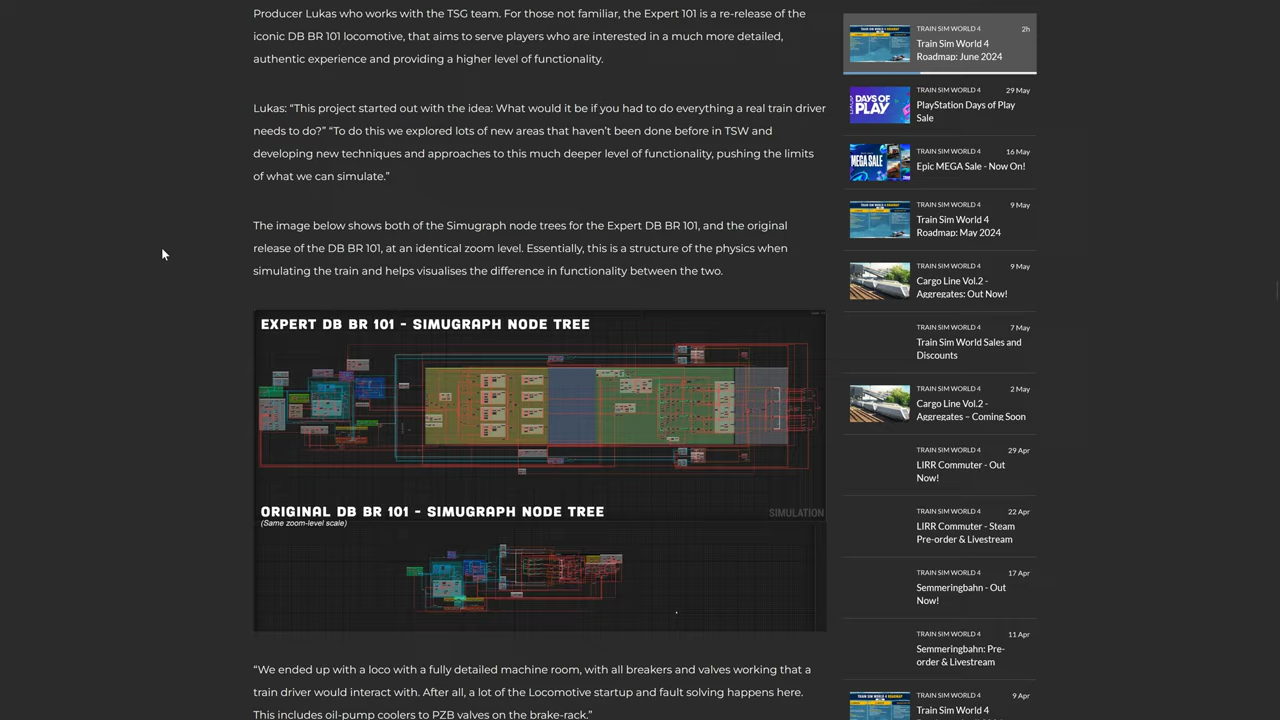 Producer Lukas who works with the TSG team. For those not familiar, the Expert 101 is a re-release of the
iconic DB BR 101 locomotive, that aims to serve players who are interested in a much more detailed,
authentic experience and providing a higher level of functionality.
Lukas: “This project started out with the idea: What would it be if you had to do everything a real train driver
needs to do?” “To do this we explored lots of new areas that haven’t been done before in TSW and
developing new techniques and approaches to this much deeper level of functionality, pushing the limits
of what we can simulate.”
The image below shows both of the Simugraph node trees for the Expert DB BR 101, and the original
release of the DB BR 101, at an identical zoom level. Essentially, this is a structure of the physics when
simulating the train and helps visualises the difference in functionality between the two.
EXPERT DB BR 101 - SIMUGRAPH NODE TREE
ORIGINAL DB BR 101 - SIMUGRAPH NODE TREE
(Same zoom-level scale)
SIMULATION
“We ended up with a loco with a fully detailed machine room, with all breakers and valves working that a
train driver would interact with. After all, a lot of the Locomotive startup and fault solving happens here.
This includes oil-pump coolers to PZB valves on the brake-rack.”
TRAIN SIM WORLD 4 2h
Train Sim World 4
Roadmap: June 2024
DAYS OF
PLAY
TRAIN SIM WORLD 4 29 May
PlayStation Days of Play
Sale
MEGA SALE
TRAIN SIM WORLD 4 16 May
Epic MEGA Sale - Now On!
TRAIN SIM WORLD 4 9 May
Train Sim World 4
Roadmap: May 2024
TRAIN SIM WORLD 4 9 May
Cargo Line Vol.2 -
Aggregates: Out Now!
TRAIN SIM WORLD 4 7 May
Train Sim World Sales and
Discounts
TRAIN SIM WORLD 4 2 May
Cargo Line Vol.2 -
Aggregates – Coming Soon
TRAIN SIM WORLD 4 29 Apr
LIRR Commuter - Out
Now!
TRAIN SIM WORLD 4 22 Apr
LIRR Commuter - Steam
Pre-order & Livestream
TRAIN SIM WORLD 4 17 Apr
Semmeringbahn - Out
Now!
TRAIN SIM WORLD 4 11 Apr
Semmeringbahn: Pre-
order & Livestream
TRAIN SIM WORLD 4 9 Apr
Train Sim World 4